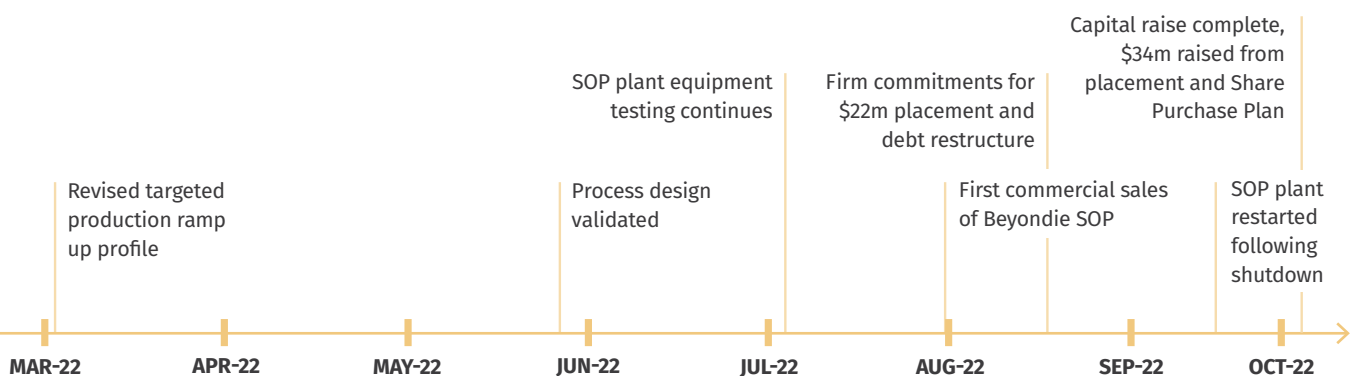 Revised targeted
production ramp
up profile
Process design
validated
SOP plant equipment
testing continues
First commercial sales
of Beyondie SOP
Firm commitments for
$22m placement and
debt restructure
SOP plant
restarted
following
shutdown
Capital raise complete,
$34m raised from
placement and Share
Purchase Plan
MAR-22
APR-22
MAY-22
JUN-22
JUL-22
AUG-22
SEP-22
OCT-22